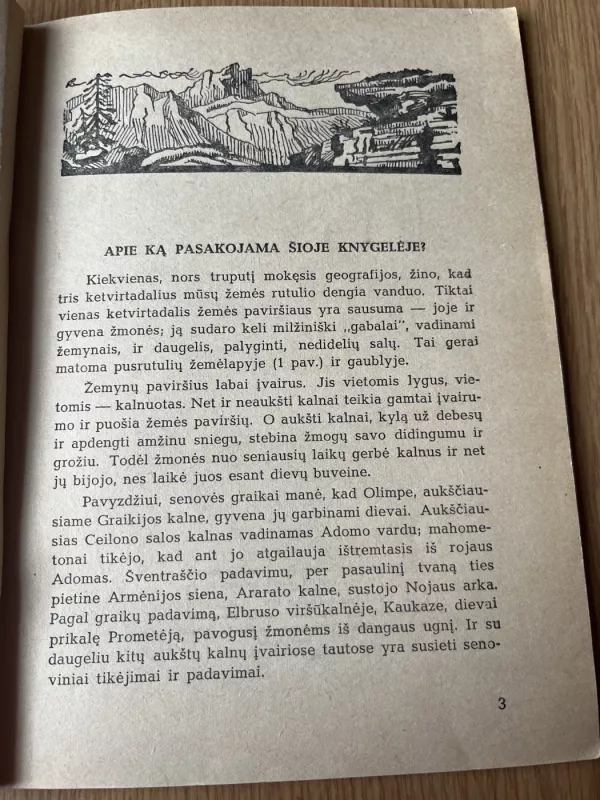 APIE KĄ PASAKOJAMA ŠIOJE KNYGELĖJE?
Kiekvienas, nors truputį mokęsis geografijos, žino, kad
tris ketvirtadalius mūsų žemės rutulio dengia vanduo. Tiktai
vienas ketvirtadalis žemės paviršiaus yra sausuma — joje ir
gyvena žmonės; ją sudaro keli milžiniški „gabalai", vadinami
žemynais, ir daugelis, palyginti, nedidelių salų. Tai gerai
matoma pusrutulių žemėlapyje (1 pav.) ir gaublyje.
Žemynų paviršius labai įvairus. Jis vietomis lygus, vie-
tomis — kalnuotas. Net ir neaukšti kalnai teikia gamtai įvairu-
mo ir puošia žemės paviršių. O aukšti kalnai, kylą už debesų
ir apdengti amžinu sniegu, stebina žmogų savo didingumu ir
grožiu. Todėl žmonės nuo seniausių laikų gerbė kalnus ir net
jų bijojo, nes laikė juos esant dievų buveine.
Pavyzdžiui, senovės graikai manė, kad Olimpe, aukščiau-
siame Graikijos kalne, gyvena jų garbinami dievai. Aukščiau-
sias Ceilono salos kalnas vadinamas Adomo vardu; mahome-
tonai tikėjo, kad ant jo atgailauja ištremtasis iš rojaus
Adomas. Šventraščio padavimu, per pasaulinį tvaną ties
pietine Armėnijos siena, Ararato kalne, sustojo Nojaus arka.
Pagal graikų padavimą, Elbruso viršūkalnėje, Kaukaze, dievai
prikalę Prometėją, pavogusį žmonėms iš dangaus ugnį. Ir su
daugeliu kitų aukštų kalnų įvairiose tautose yra susieti seno-
viniai tikėjimai ir padavimai.
3